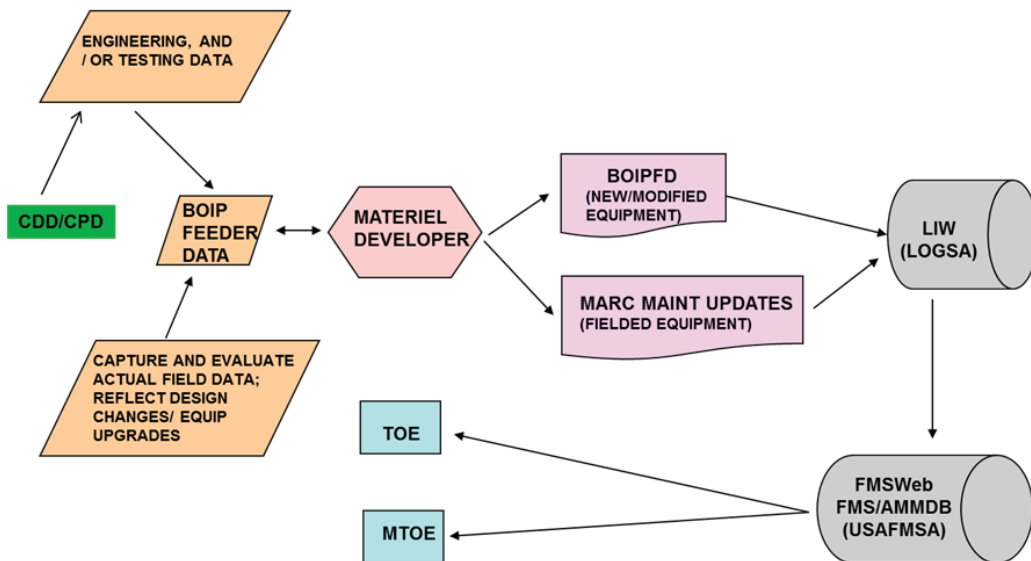 ENGINEERING, AND
/ OR TESTING DATA
CDD/CPD
BOIP
FEEDER
DATA
MATERIEL
DEVELOPER
BOIPFD
(NEW/MODIFIED
EQUIPMENT)
LIW
(LOGSA)
MARC MAINT UPDATES
(FIELDED EQUIPMENT)
CAPTURE AND EVALUATE
ACTUAL FIELD DATA;
REFLECT DESIGN
CHANGES/ EQUIP
UPGRADES
TOE
MTOE
FMSWeb
FMS/AMMDB
(USAFMSA)